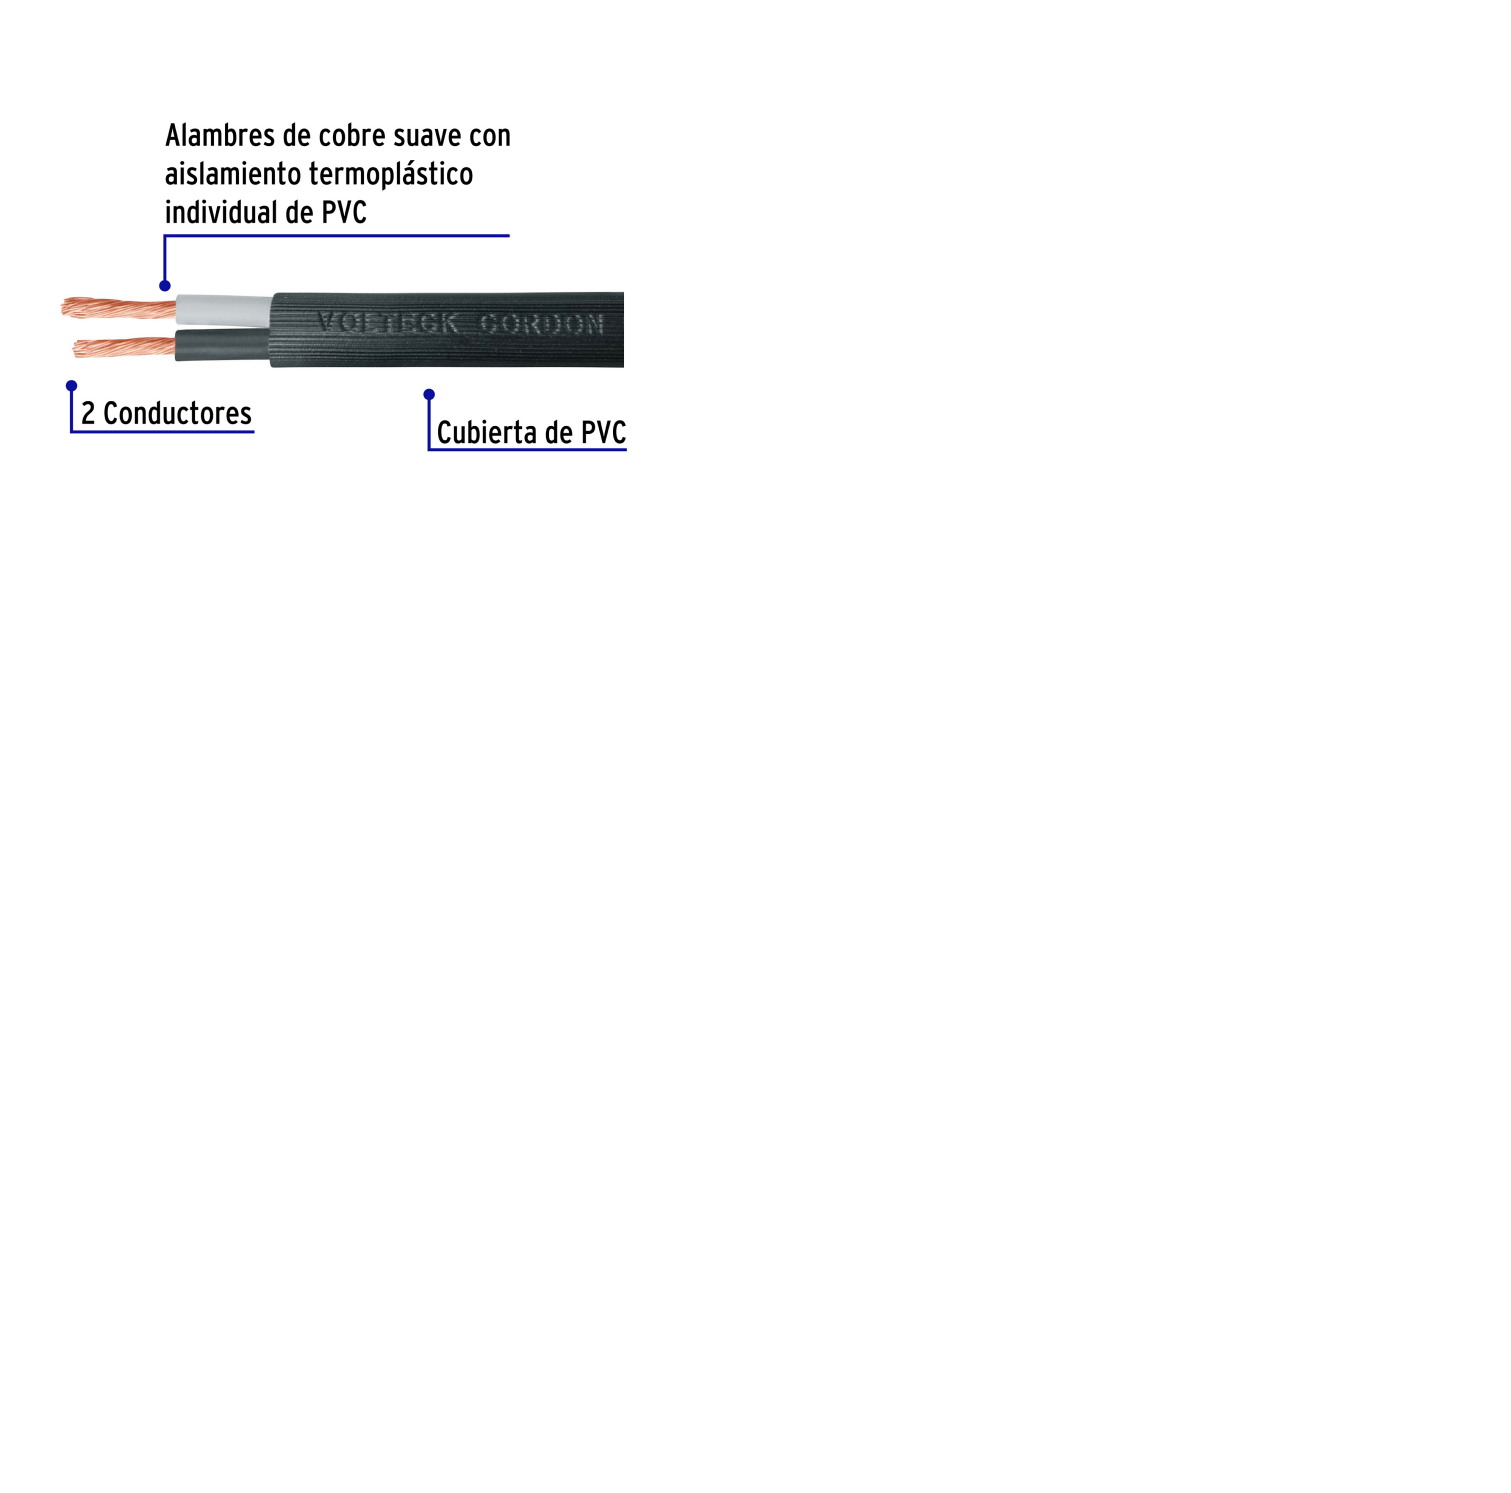 Alambres de cobre suave con
aislamiento termoplástico
individual de PVC
VOLTECK CORDON
2 Conductores
Cubierta de PVC